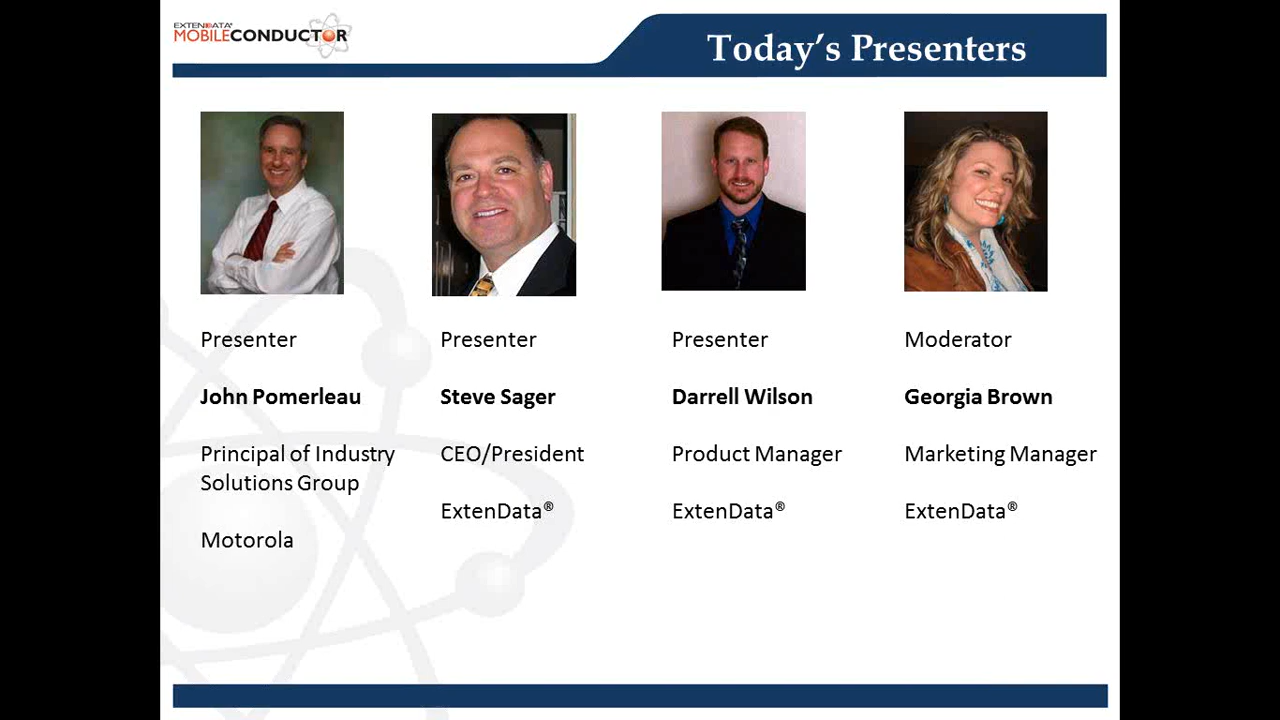 EXTENDATA®
MOBILECONDUCTOR
Today’s Presenters
Presenter
John Pomerleau
Principal of Industry
Solutions Group
Motorola
Presenter
Steve Sager
CEO/President
ExtenData®
Presenter
Darrell Wilson
Product Manager
ExtenData®
Moderator
Georgia Brown
Marketing Manager
ExtenData®